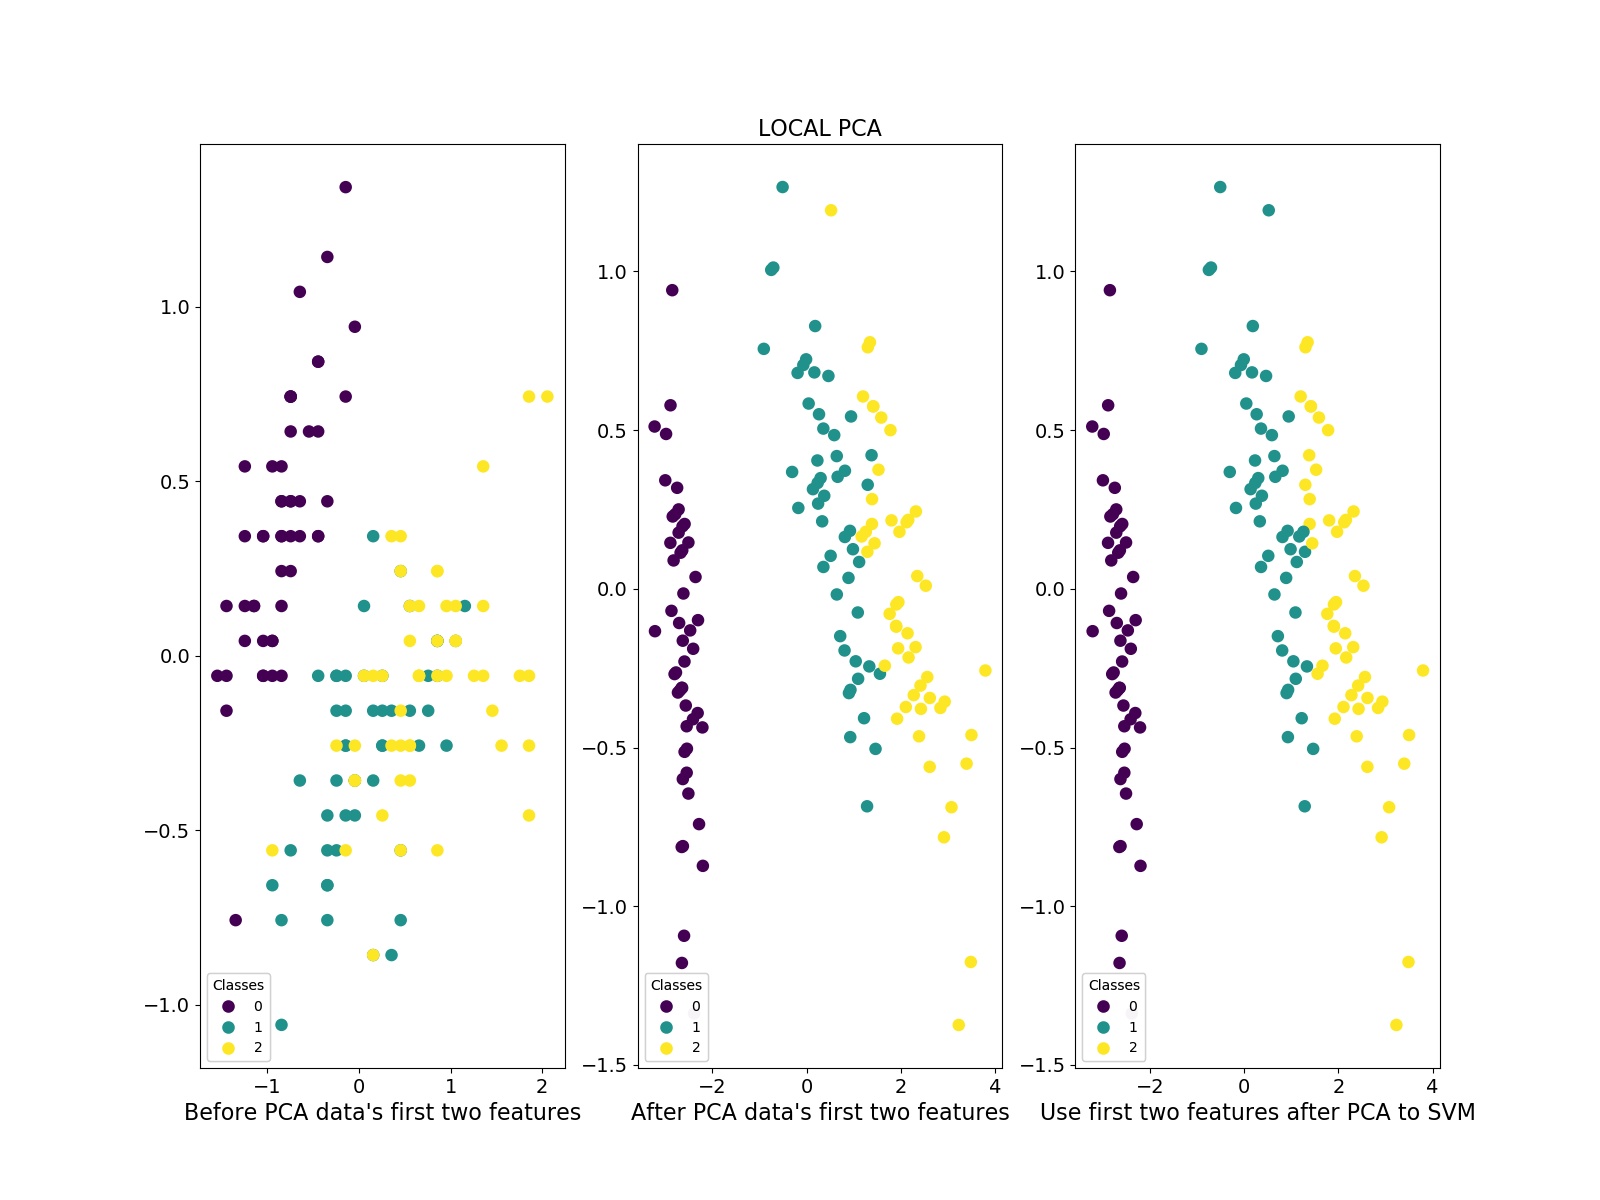 LOCAL PCA
1.0
0.5
0.0
−0.5
−1.0
Classes
0
1
2
−1 0 1 2
Before PCA data's first two features
1.0
0.5
0.0
−0.5
−1.0
−1.5
Classes
0
1
2
−2 0 2 4
After PCA data's first two features
1.0
0.5
0.0
−0.5
−1.0
−1.5
Classes
0
1
2
−2 0 2 4
Use first two features after PCA to SVM